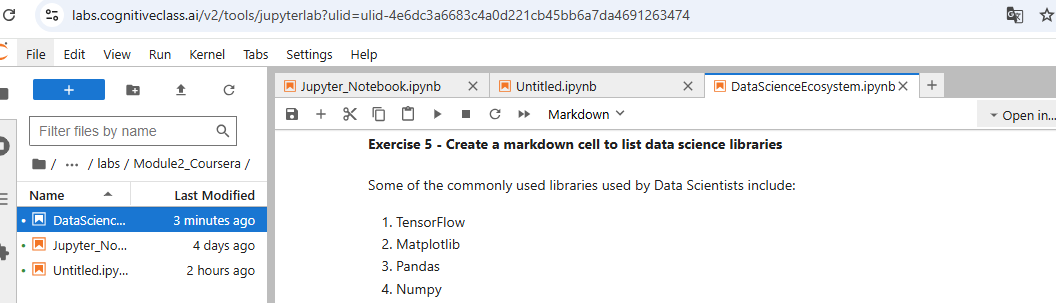 labs.cognitiveclass.ai/v2/tools/jupyterlab?ulid=ulid-4e6dc3a6683c4a0d221cb45bb6a7da4691263474
File Edit View Run Kernel Tabs Settings Help
+
Filter files by name
/ ... / labs / Module2_Coursera /
Name Last Modified
DataScienc... 3 minutes ago
Jupyter_No... 4 days ago
Untitled.ipy... 2 hours ago
Jupyter_Notebook.ipynb Untitled.ipynb DataScienceEcosystem.ipynb
Markdown Open in...
Exercise 5 - Create a markdown cell to list data science libraries
Some of the commonly used libraries used by Data Scientists include:
1. TensorFlow
2. Matplotlib
3. Pandas
4. Numpy